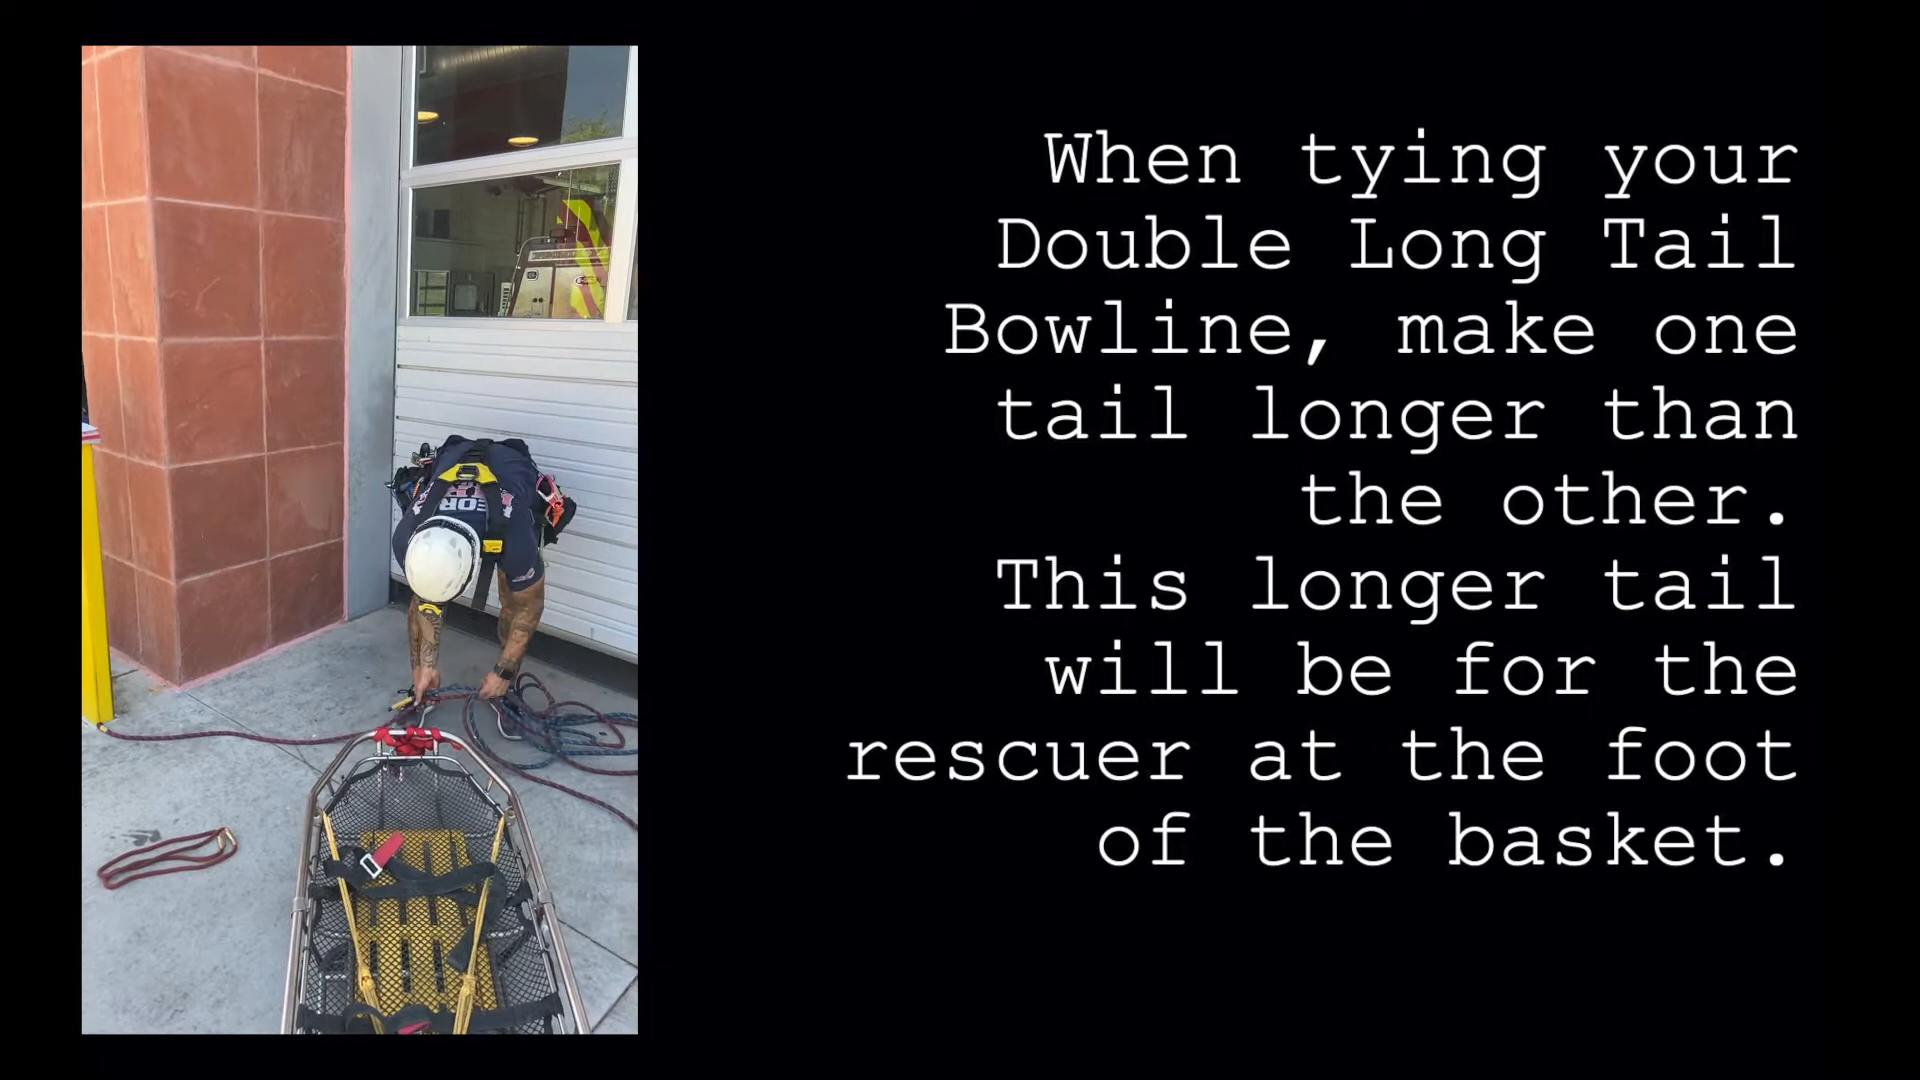 When tying your
Double Long Tail
Bowline, make one
tail longer than
the other.
This longer tail
will be for the
rescuer at the foot
of the basket.